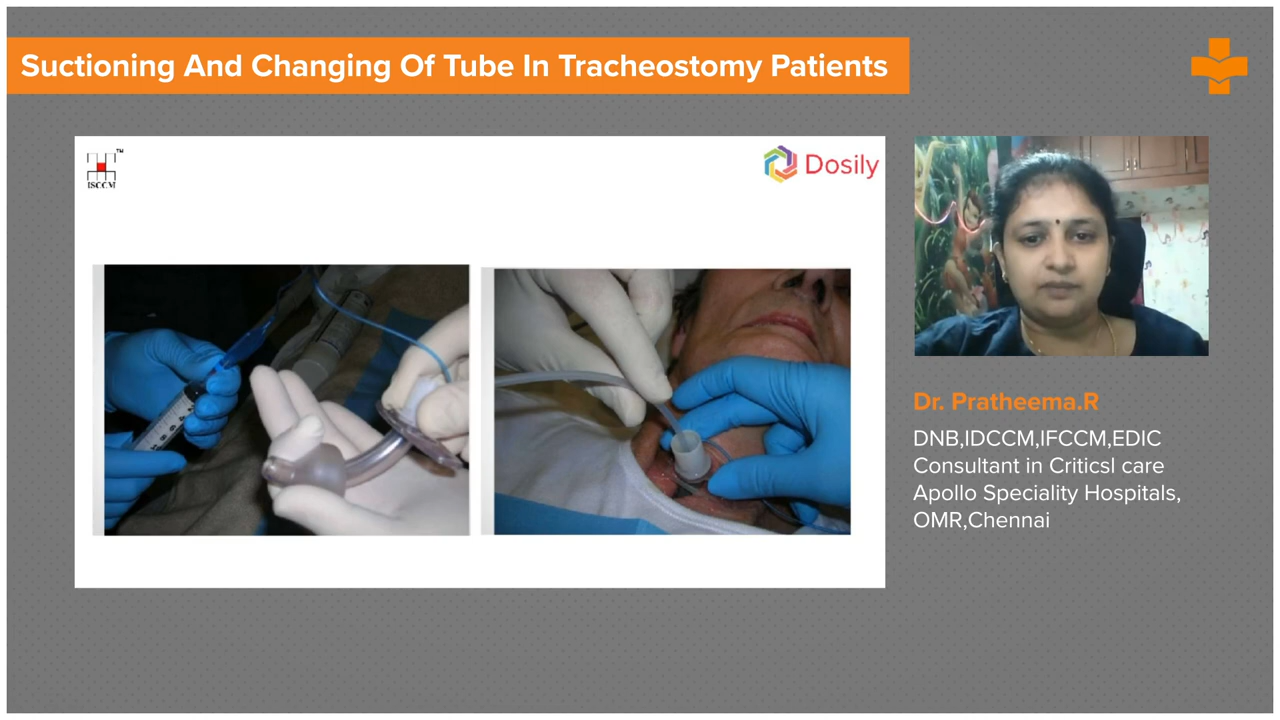 Suctioning And Changing Of Tube In Tracheostomy Patients
TM
ISCCM
Dosily
Dr. Pratheema.R
DNB,IDCCM,IFCCM,EDIC
Consultant in Criticsl care
Apollo Speciality Hospitals,
OMR,Chennai